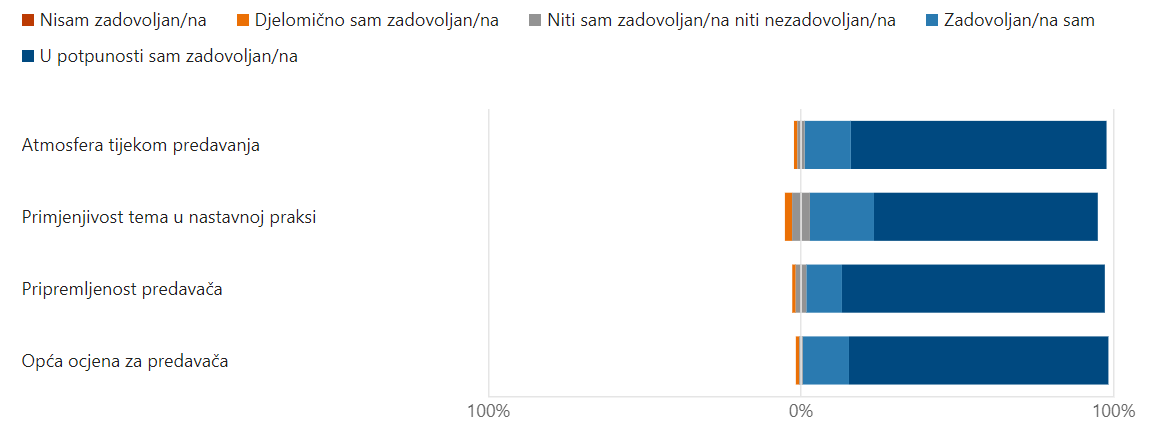 Nisam zadovoljan/na Djelomično sam zadovoljan/na Niti sam zadovoljan/na niti nezadovoljan/na Zadovoljan/na sam
U potpunosti sam zadovoljan/na
Atmosfera tijekom predavanja
Primjenjivost tema u nastavnoj praksi
Pripremljenost predavača
Opća ocjena za predavača
100% 0% 100%